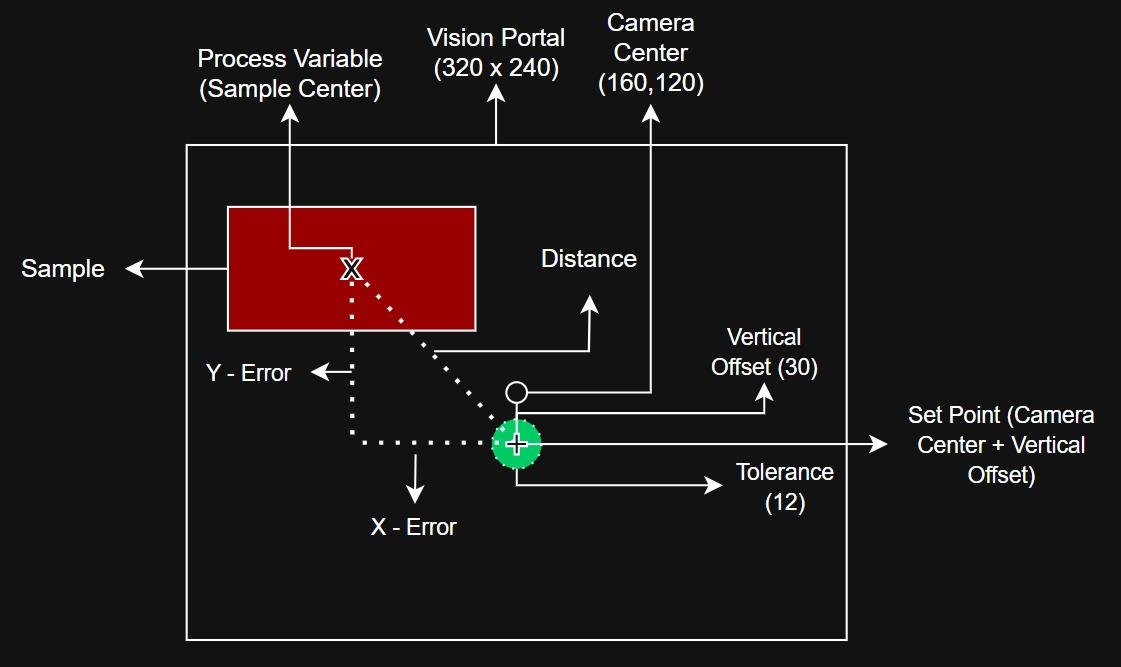 Process Variable
(Sample Center)
Vision Portal
(320 x 240)
Camera
Center
(160,120)
Sample
X
Distance
Y - Error
Vertical
Offset (30)
Set Point (Camera
Center + Vertical
Offset)
Tolerance
(12)
X - Error